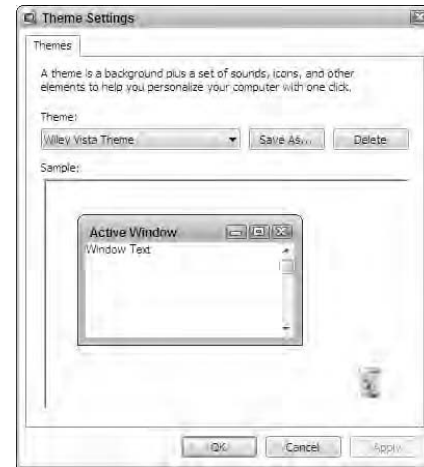 Theme Settings
Themes
A theme is a background plus a set of sounds, icons, and other
elements to help you personalize your computer with one click.
Theme:
Wiley Vista Theme
Save As...
Delete
Sample:
Active Window
Window Text
OK
Cancel
Apply